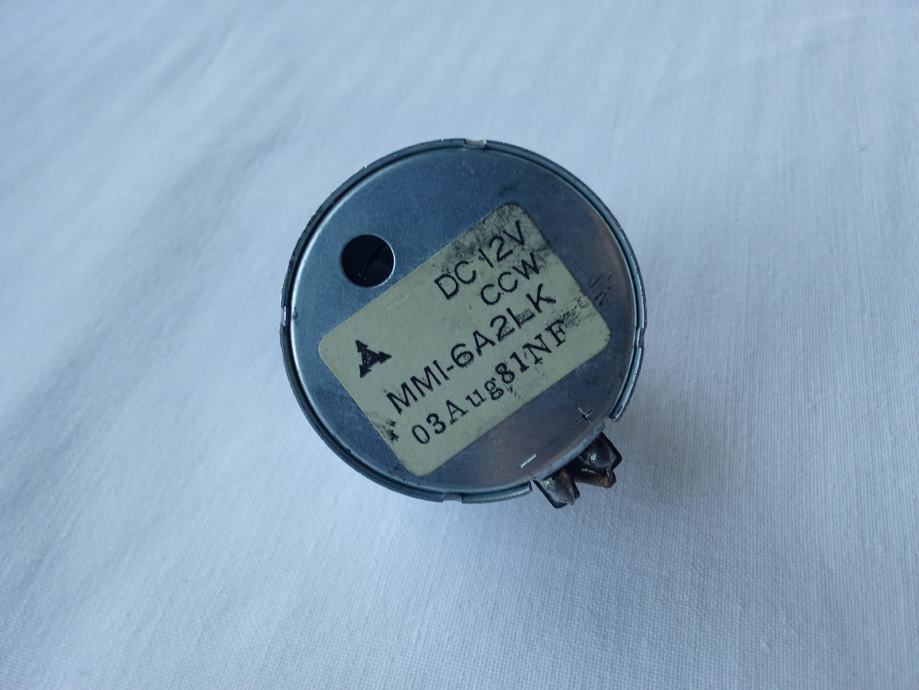 DC 12V
CCW
MMI-6A2LK
03Aug81NF
+
−